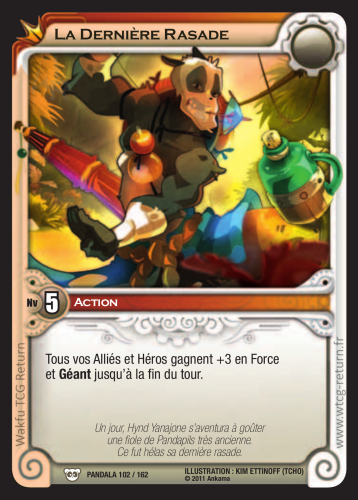 La Dernière Rasade
Nv 5 Action
Tous vos Alliés et Héros gagnent +3 en Force
et Géant jusqu'à la fin du tour.
Un jour, Hynd Yanajone s'aventura à goûter
une fiole de Pandapils très ancienne.
Ce fut hélas sa dernière rasade.
PANDALA 102 / 162
ILLUSTRATION : KIM ETTINOFF (TCHO)
© 2011 Ankama
Wakfu TCG Return
www.wtcg-return.fr